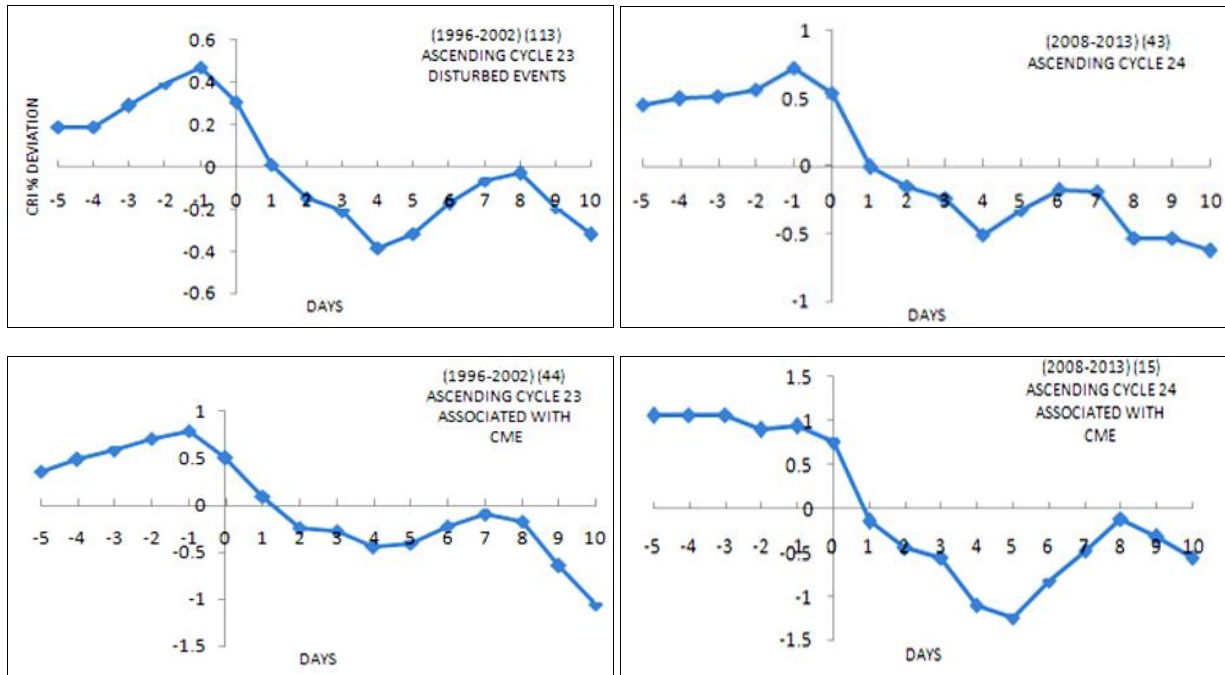 (1996-2002) (113)
ASCENDING CYCLE 23
DISTURBED EVENTS
CRI % DEVIATION
0.6
0.4
0.2
0
-0.2
-0.4
-0.6
-5 -4 -3 -2 -1 0 1 2 3 4 5 6 7 8 9 10
DAYS
(2008-2013) (43)
ASCENDING CYCLE 24
1
0.5
0
-0.5
-1
-5 -4 -3 -2 -1 0 1 2 3 4 5 6 7 8 9 10
DAYS
(1996-2002) (44)
ASCENDING CYCLE 23
ASSOCIATED WITH
CME
1
0.5
0
-0.5
-1
-1.5
-5 -4 -3 -2 -1 0 1 2 3 4 5 6 7 8 9 10
DAYS
(2008-2013) (15)
ASCENDING CYCLE 24
ASSOCIATED WITH
CME
1.5
1
0.5
0
-0.5
-1
-1.5
-5 -4 -3 -2 -1 0 1 2 3 4 5 6 7 8 9 10
DAYS